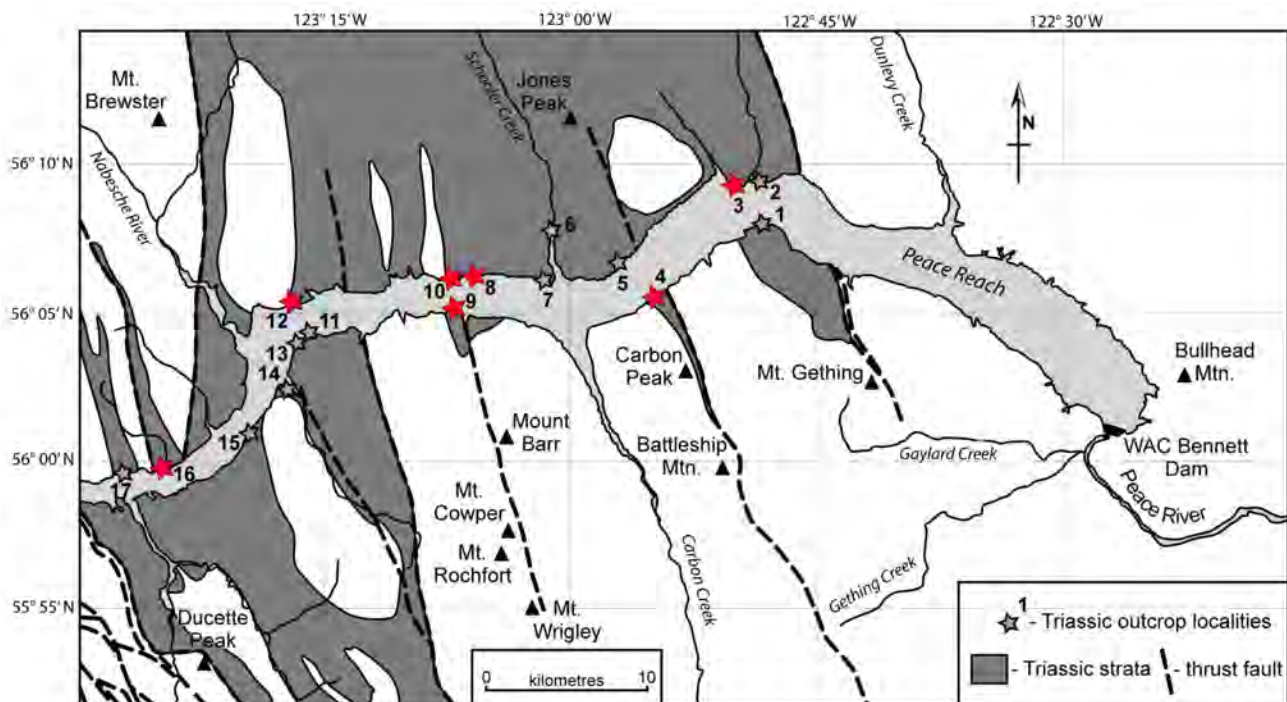 123° 15' W
123° 00' W
122° 45' W
122° 30' W
Mt.
Brewster
Schooler Creek
Jones
Peak
Dunlevy Creek
N
56° 10'N
Nabesche River
6
3
2
1
5
4
Peace Reach
10
8
9
7
12
11
13
14
56° 05'N
Carbon
Peak
Mt. Gething
Bullhead
Mtn.
Mount
Barr
15
56° 00'N
Battleship
Mtn.
Gaylard Creek
WAC Bennett
Dam
16
17
Peace River
Mt.
Cowper
Mt.
Rochfort
Carbon Creek
Gething Creek
55° 55'N
Ducette
Peak
Mt.
Wrigley
0 kilometres 10
1
- Triassic outcrop localities
- Triassic strata
- thrust fault